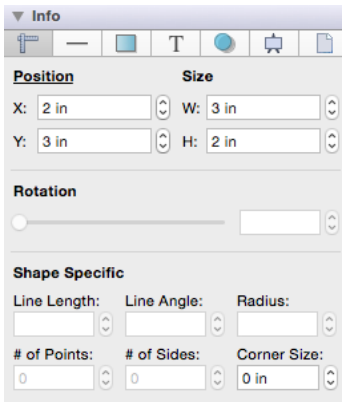 Info
T
Position Size
X: 2 in W: 3 in
Y: 3 in H: 2 in
Rotation
Shape Specific
Line Length: Line Angle: Radius:
# of Points: # of Sides: Corner Size:
0 0 0 in